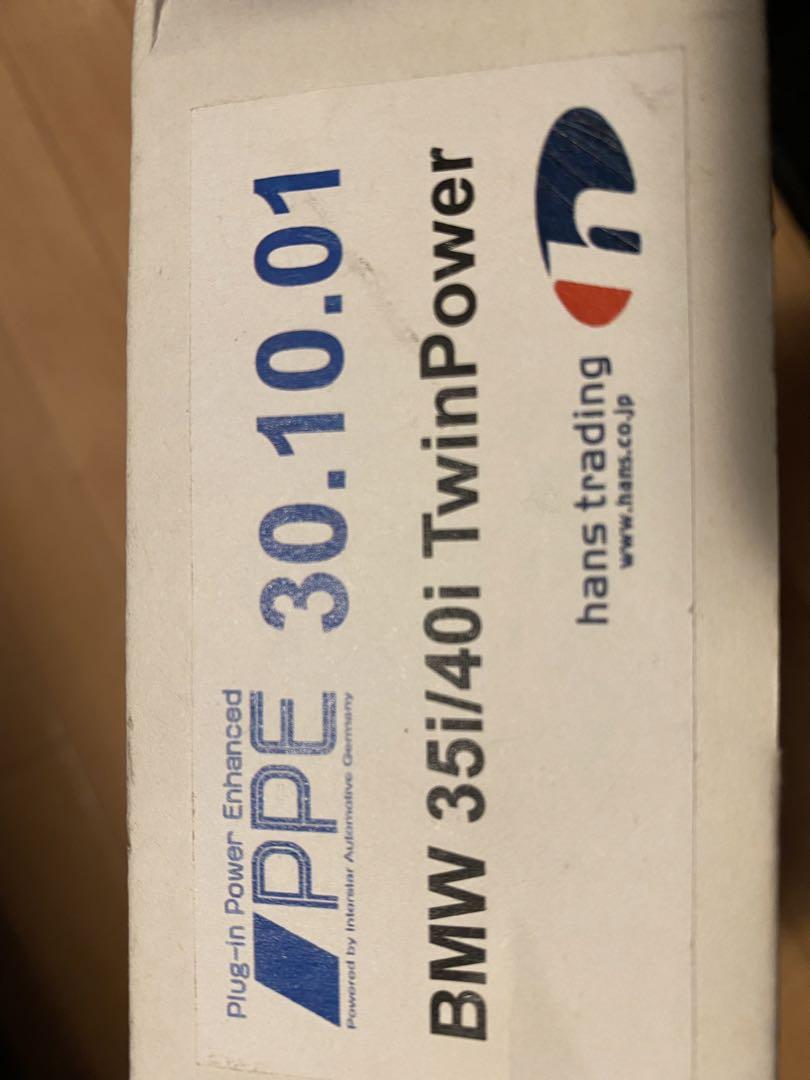 Plug-in Power Enhanced
PPE 30.10.01
Powered by Interstar Automotive Germany
BMW 35i/40i TwinPower
h
hans trading
www.hans.co.jp